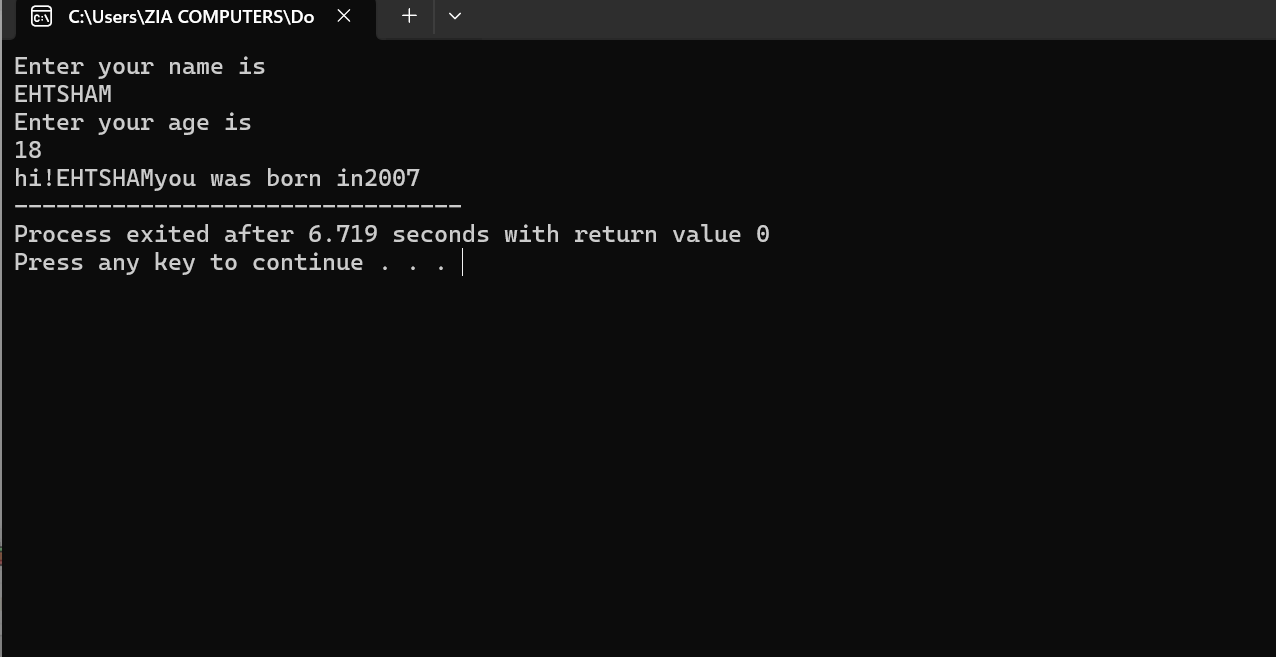 C:\Users\ZIA COMPUTERS\Do
Enter your name is
EHTSHAM
Enter your age is
18
hi!EHTSHAMyou was born in2007
--------------------------------
Process exited after 6.719 seconds with return value 0
Press any key to continue . . .